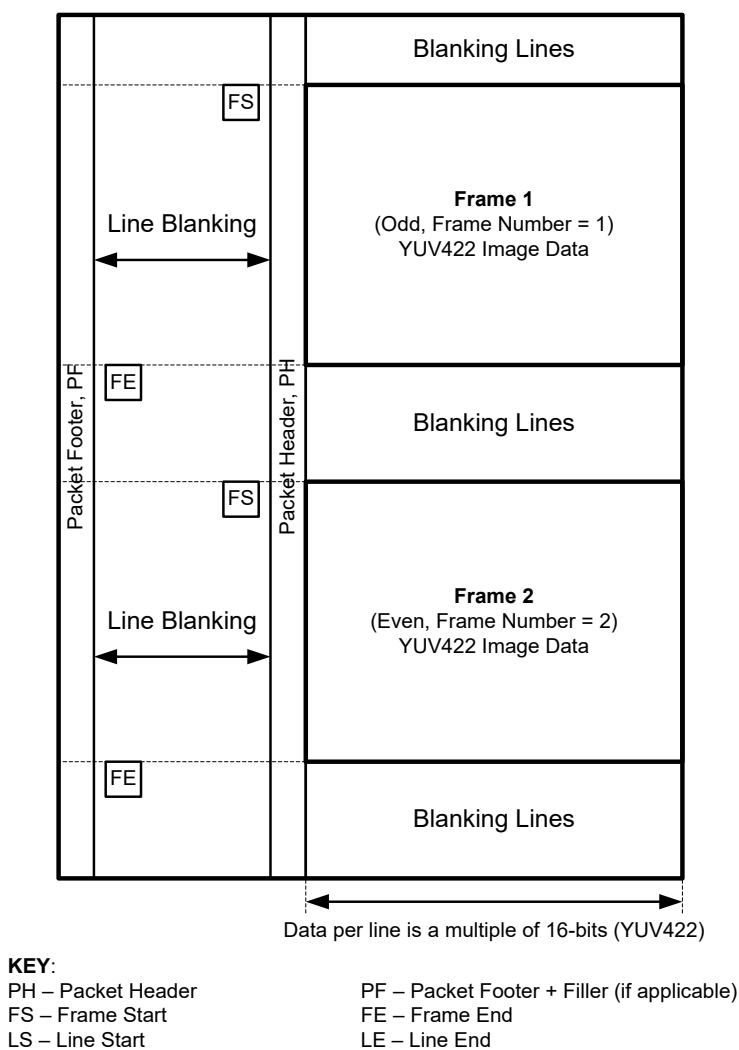 Blanking Lines
FS
Frame 1
(Odd, Frame Number = 1)
YUV422 Image Data
Line Blanking
Packet Footer, PF
Packet Header, PH
FE
Blanking Lines
FS
Frame 2
(Even, Frame Number = 2)
YUV422 Image Data
Line Blanking
FE
Blanking Lines
Data per line is a multiple of 16-bits (YUV422)
KEY:
PH – Packet Header
PF – Packet Footer + Filler (if applicable)
FS – Frame Start
FE – Frame End
LS – Line Start
LE – Line End